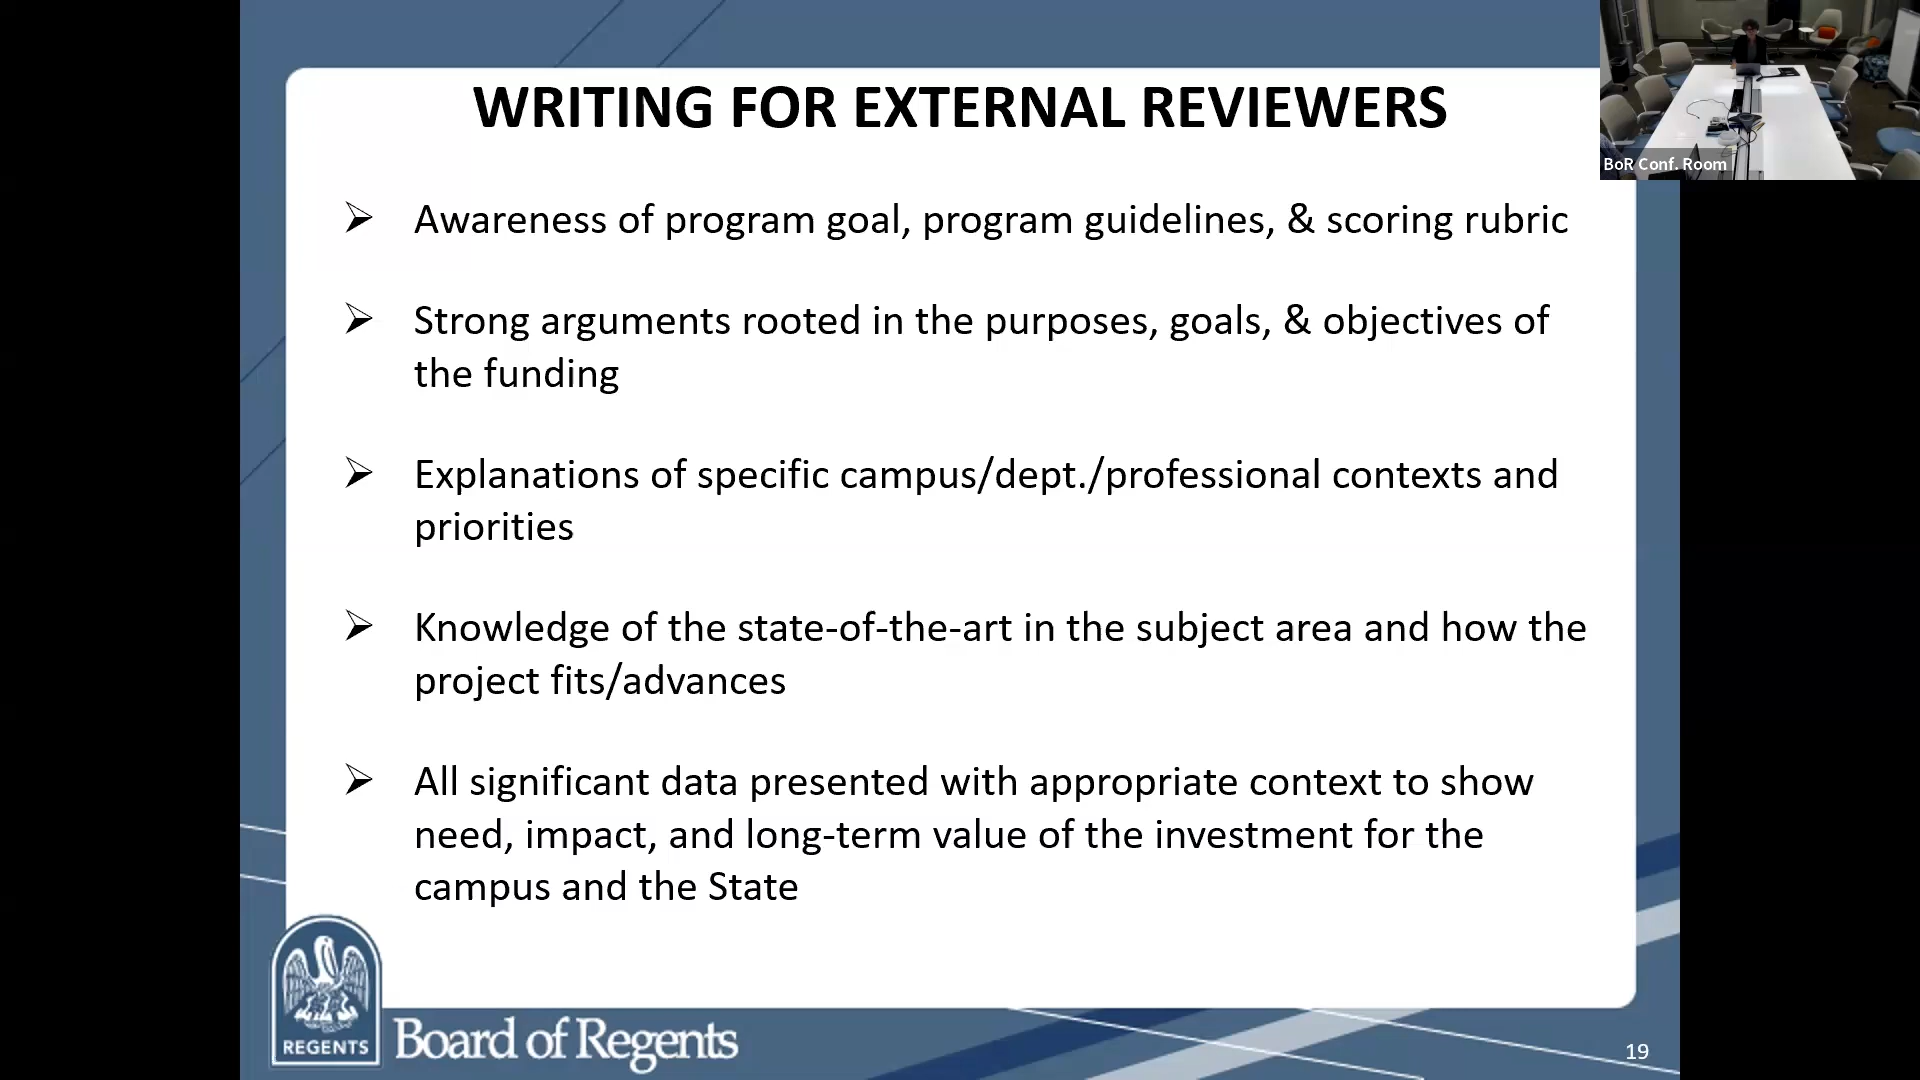 WRITING FOR EXTERNAL REVIEWERS
BoR Conf. Room
➢ Awareness of program goal, program guidelines, & scoring rubric
➢ Strong arguments rooted in the purposes, goals, & objectives of
the funding
➢ Explanations of specific campus/dept./professional contexts and
priorities
➢ Knowledge of the state-of-the-art in the subject area and how the
project fits/advances
➢ All significant data presented with appropriate context to show
need, impact, and long-term value of the investment for the
campus and the State
REGENTS
Board of Regents
19